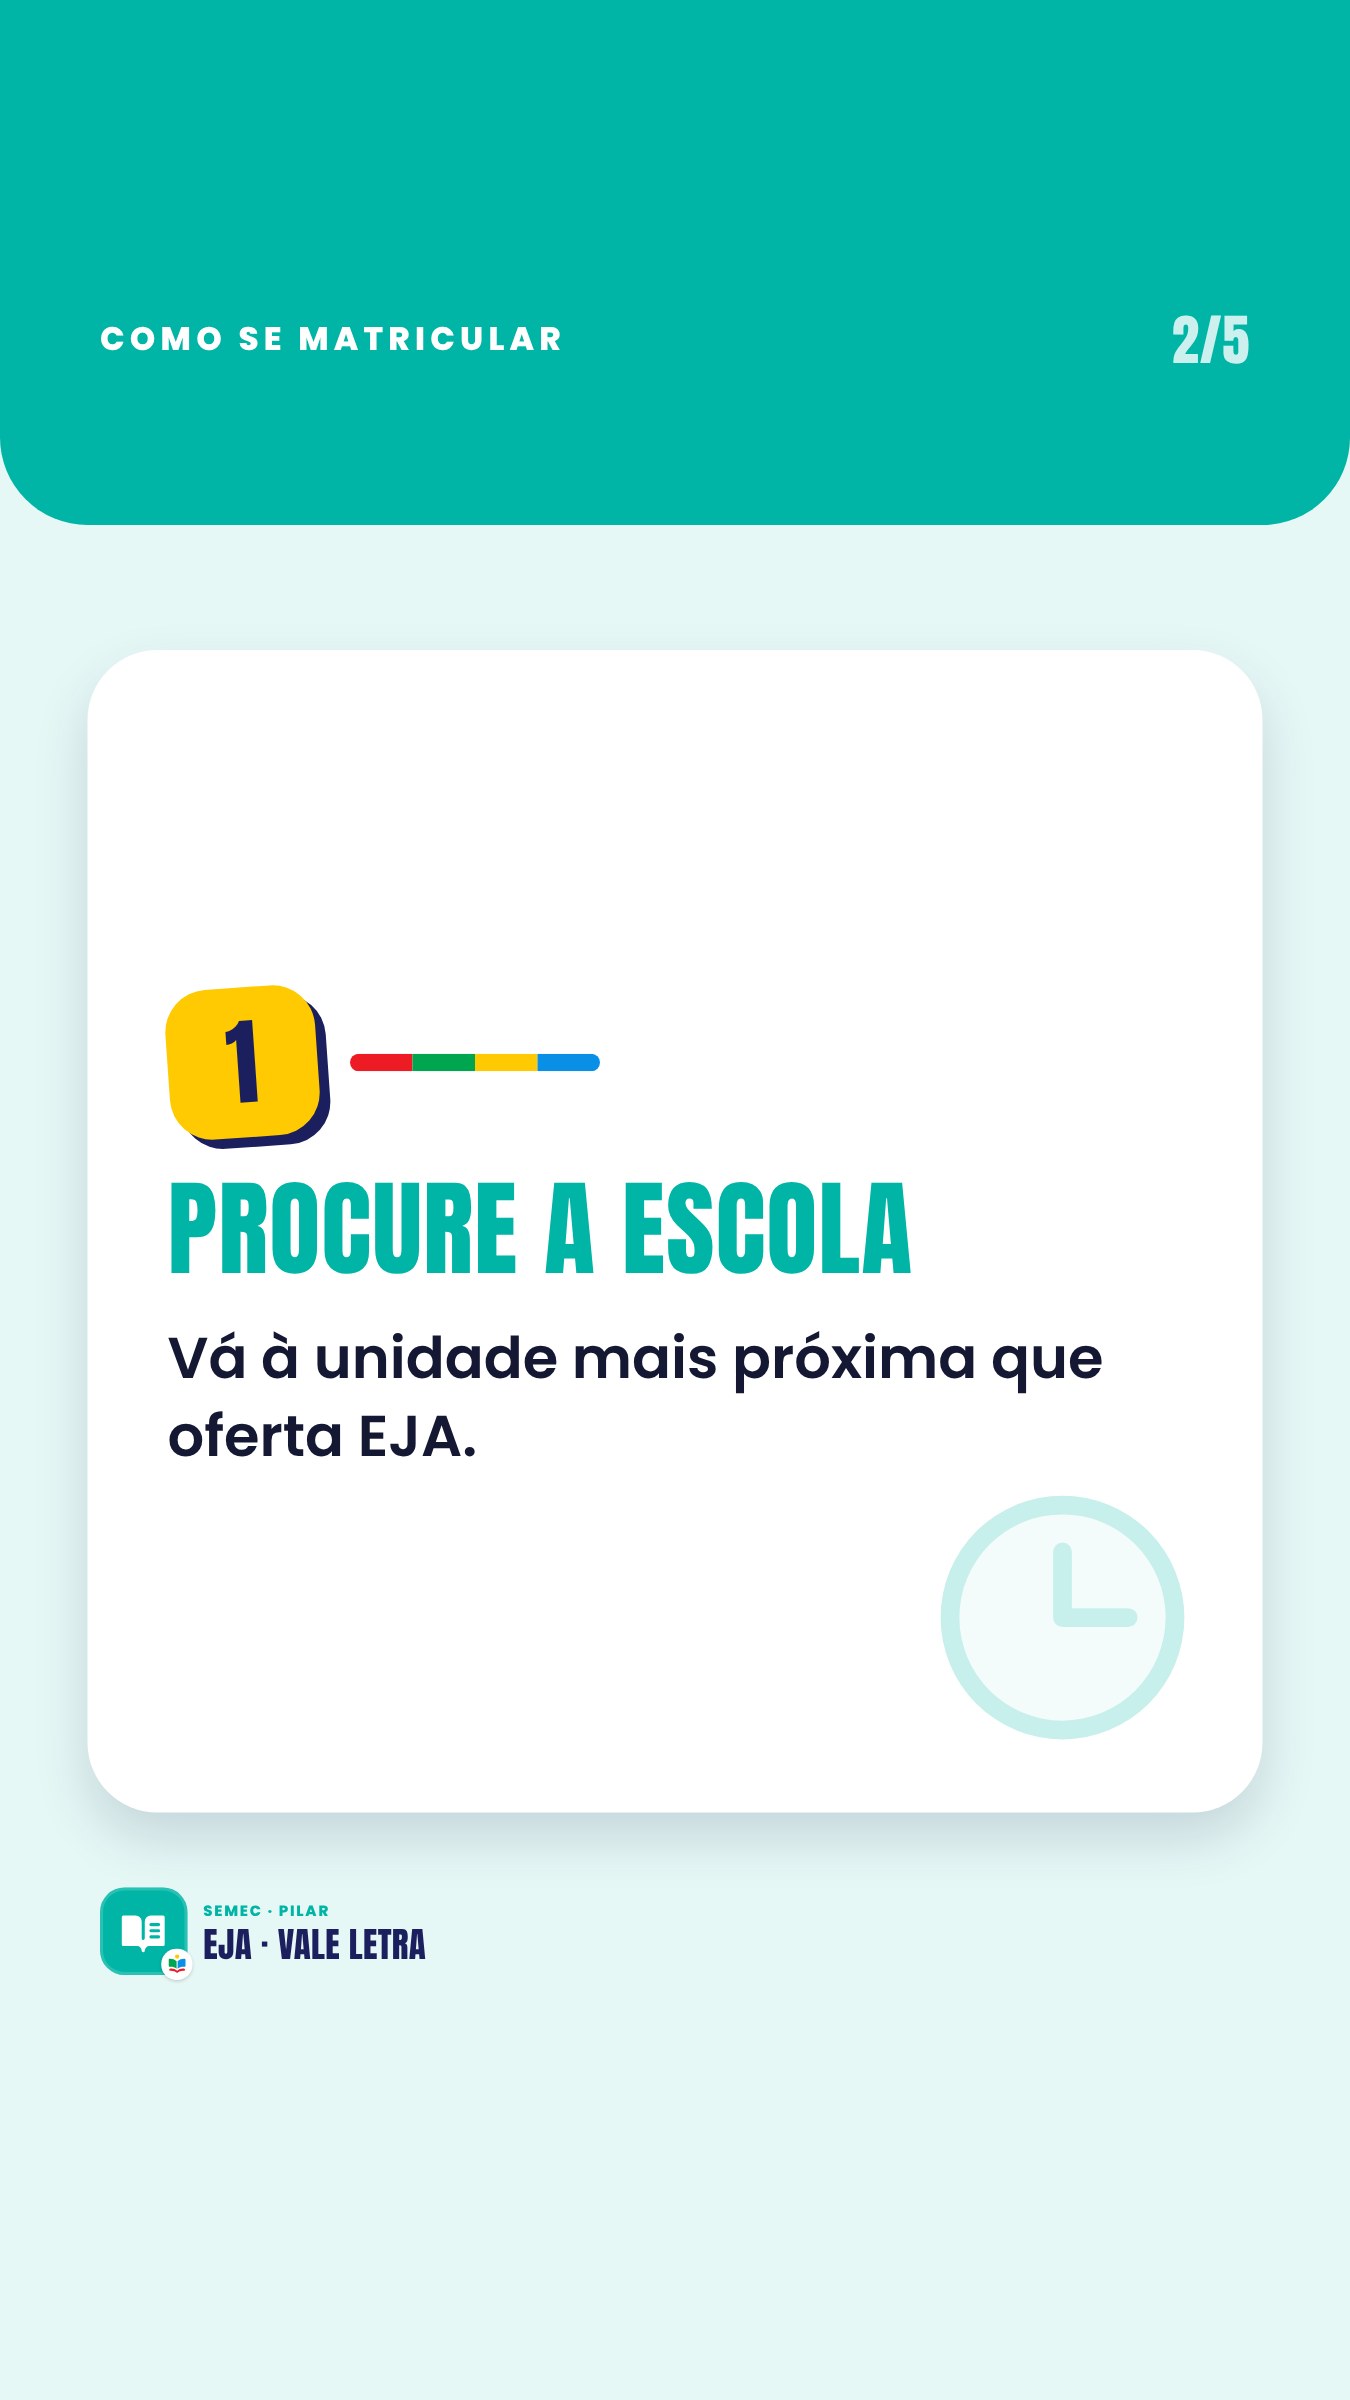 COMO SE MATRICULAR
2/5
1
PROCURE A ESCOLA
Vá à unidade mais próxima que
oferta EJA.
SEMEC · PILAR
EJA · VALE LETRA